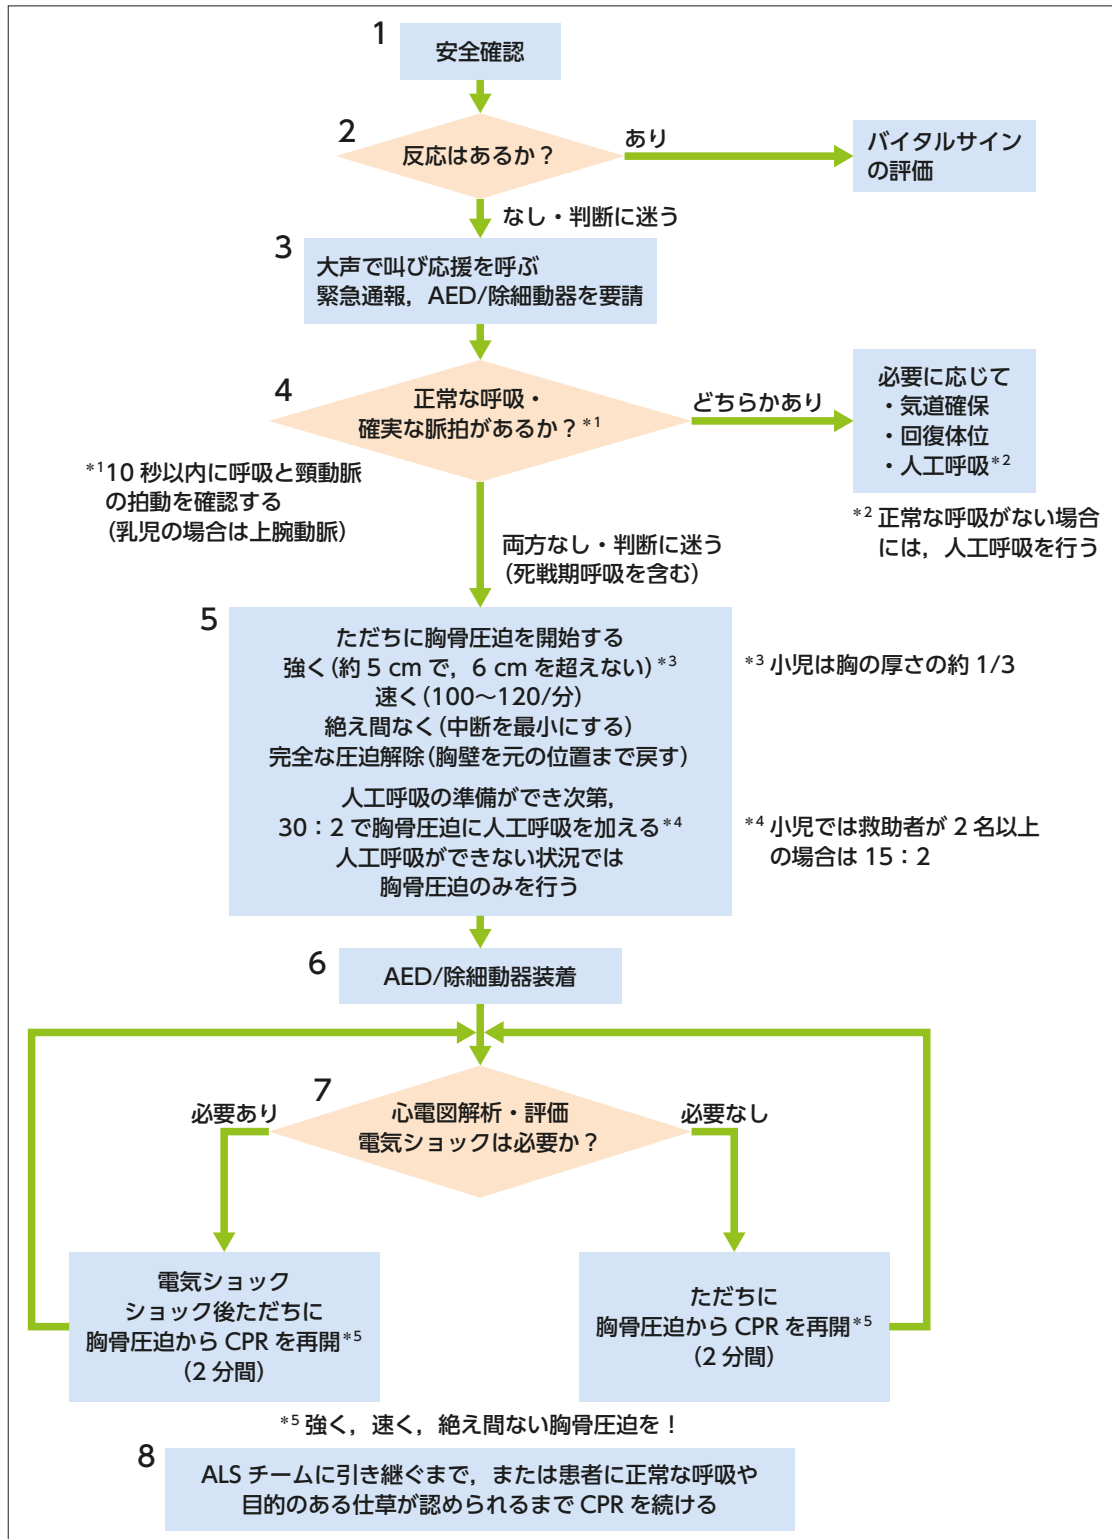 1
安全確認
2
反応はあるか？
あり
バイタルサイン
の評価
なし・判断に迷う
3
大声で叫び応援を呼ぶ
緊急通報，AED/除細動器を要請
4
正常な呼吸・
確実な脈拍があるか？*1
どちらかあり
必要に応じて
・気道確保
・回復体位
・人工呼吸*2
*1 10 秒以内に呼吸と頸動脈
の拍動を確認する
（乳児の場合は上腕動脈）
*2 正常な呼吸がない場合
には，人工呼吸を行う
両方なし・判断に迷う
（死戦期呼吸を含む）
5
ただちに胸骨圧迫を開始する
強く（約 5 cm で，6 cm を超えない）*3
速く（100～120/分）
絶え間なく（中断を最小にする）
完全な圧迫解除（胸壁を元の位置まで戻す）
*3 小児は胸の厚さの約 1/3
人工呼吸の準備ができ次第，
30：2 で胸骨圧迫に人工呼吸を加える*4
人工呼吸ができない状況では
胸骨圧迫のみを行う
*4 小児では救助者が 2 名以上
の場合は 15：2
6
AED/除細動器装着
7
心電図解析・評価
電気ショックは必要か？
必要あり
必要なし
電気ショック
ショック後ただちに
胸骨圧迫から CPR を再開*5
（2 分間）
ただちに
胸骨圧迫から CPR を再開*5
（2 分間）
*5 強く，速く，絶え間ない胸骨圧迫を！
8
ALS チームに引き継ぐまで，または患者に正常な呼吸や
目的のある仕草が認められるまで CPR を続ける